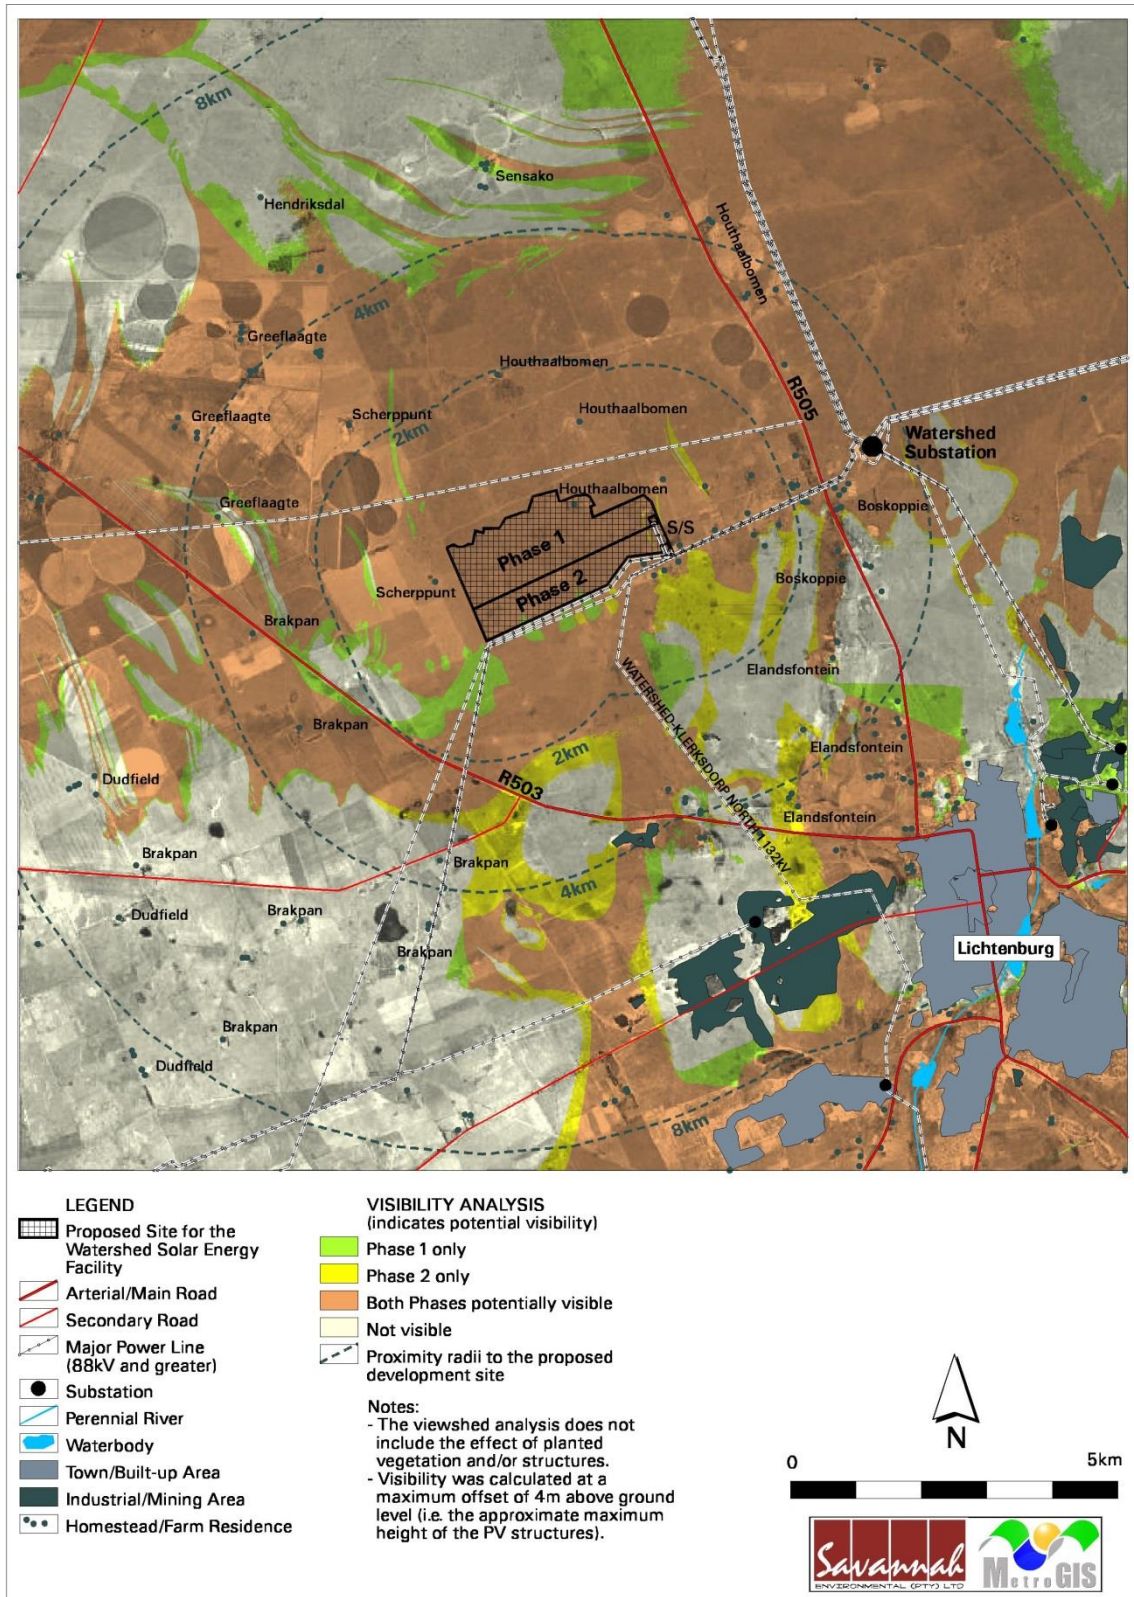 8km
Sensako
Hendriksdal
Houthaalbomen
4km
Greeflaagte
Houthaalbomen
R505
Greeflaagte
Scherppunt
2km
Houthaalbomen
Watershed
Substation
Greeflaagte
Houthaalbomen
Boskoppie
S/S
Phase 1
Phase 2
Scherppunt
Boskoppie
Brakpan
Elandsfontein
WATERSHED-KLERKSDORP NORTH 1 132kV
Brakpan
2km
Elandsfontein
Dudfield
R503
Elandsfontein
Brakpan
Brakpan
4km
Dudfield
Brakpan
Brakpan
Lichtenburg
Brakpan
Dudfield
8km
LEGEND
Proposed Site for the
Watershed Solar Energy
Facility
Arterial/Main Road
Secondary Road
Major Power Line
(88kV and greater)
Substation
Perennial River
Waterbody
Town/Built-up Area
Industrial/Mining Area
Homestead/Farm Residence
VISIBILITY ANALYSIS
(indicates potential visibility)
Phase 1 only
Phase 2 only
Both Phases potentially visible
Not visible
Proximity radii to the proposed
development site
Notes:
- The viewshed analysis does not
include the effect of planted
vegetation and/or structures.
- Visibility was calculated at a
maximum offset of 4m above ground
level (i.e. the approximate maximum
height of the PV structures).
N
0 5km
Savannah
ENVIRONMENTAL (PTY) LTD
MetroGIS